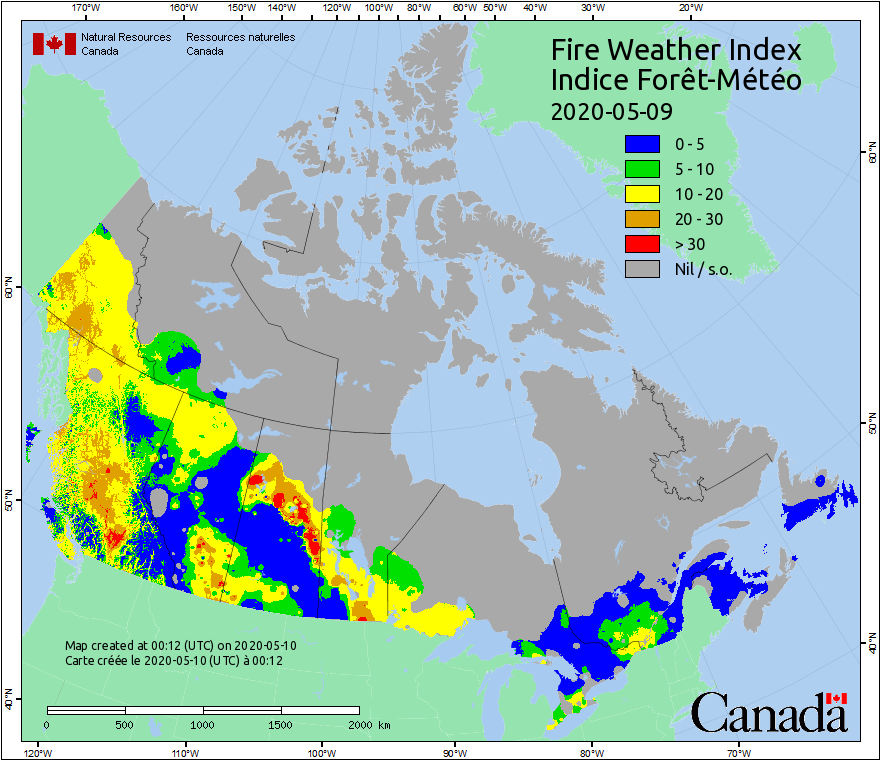 170°W 160°W 150°W 140°W 130°W 120°W 110°W 100°W 90°W 80°W 70°W 60°W 50°W 40°W 30°W 20°W
Natural Resources Ressources naturelles
Canada Canada
Fire Weather Index
Indice Forêt-Météo
2020-05-09
0 - 5
5 - 10
10 - 20
20 - 30
> 30
Nil / s.o.
60°N
60°N
50°N
50°N
40°N
40°N
Map created at 00:12 (UTC) on 2020-05-10
Carte créée le 2020-05-10 (UTC) à 00:12
0 500 1000 1500 2000 km
Canada
120°W 110°W 100°W 90°W 80°W 70°W